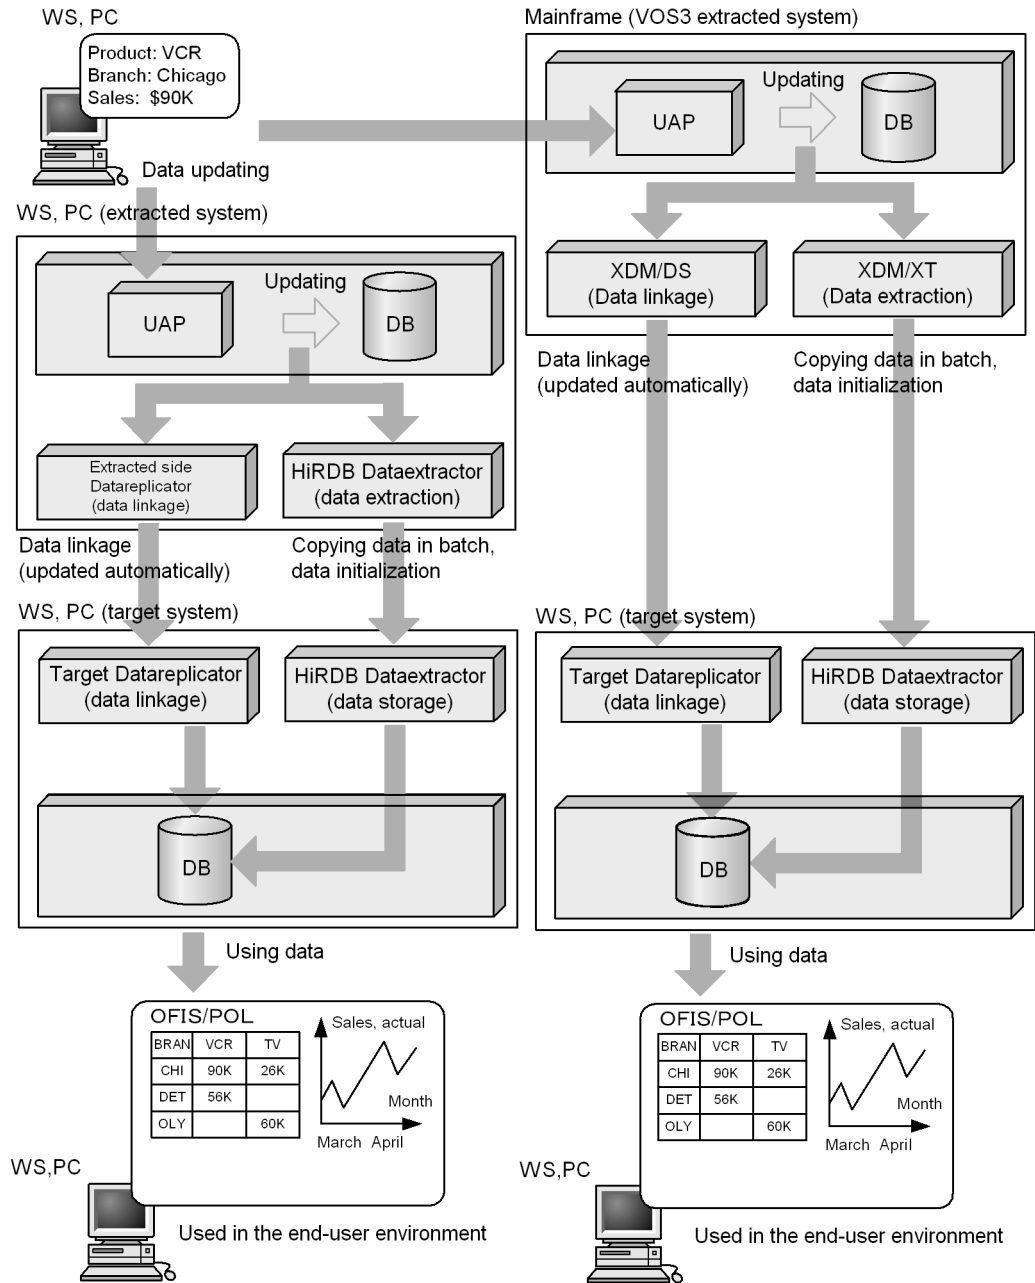 WS, PC
Product: VCR
Branch: Chicago
Sales: $90K
Data updating
Mainframe (VOS3 extracted system)
UAP
Updating
DB
XDM/DS
(Data linkage)
XDM/XT
(Data extraction)
Data linkage
(updated automatically)
Copying data in batch,
data initialization
WS, PC (extracted system)
UAP
Updating
DB
Extracted side
Datareplicator
(data linkage)
HiRDB Dataextractor
(data extraction)
Data linkage
(updated automatically)
Copying data in batch,
data initialization
WS, PC (target system)
Target Datareplicator
(data linkage)
HiRDB Dataextractor
(data storage)
DB
Using data
WS, PC (target system)
Target Datareplicator
(data linkage)
HiRDB Dataextractor
(data storage)
DB
Using data
OFIS/POL
BRAN VCR TV
CHI 90K 26K
DET 56K
OLY 60K
Sales, actual
Month
March April
WS,PC
Used in the end-user environment
OFIS/POL
BRAN VCR TV
CHI 90K 26K
DET 56K
OLY 60K
Sales, actual
Month
March April
WS,PC
Used in the end-user environment